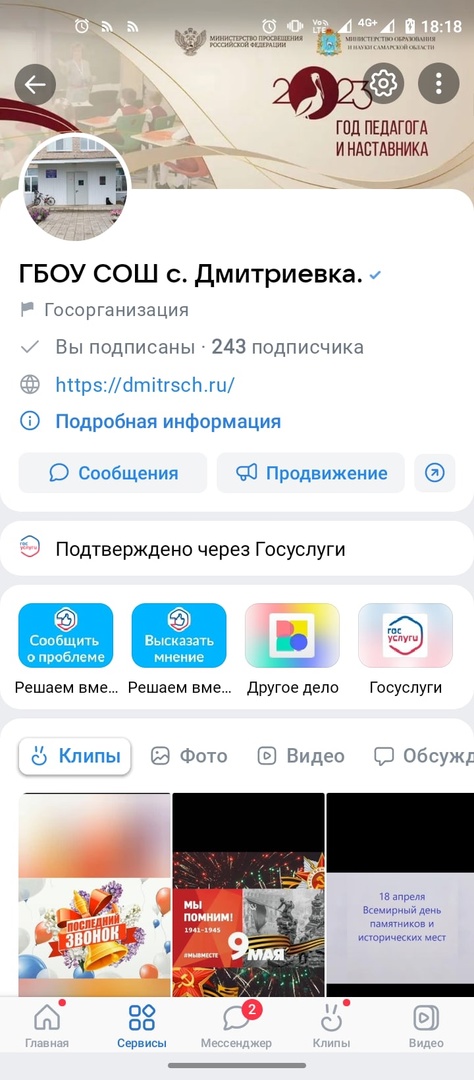 VoLTE 4G+ 18:18
МИНИСТЕРСТВО ПРОСВЕЩЕНИЯ
РОССИЙСКОЙ ФЕДЕРАЦИИ
МИНИСТЕРСТВО ОБРАЗОВАНИЯ
И НАУКИ САМАРСКОЙ ОБЛАСТИ
2023
ГОД ПЕДАГОГА
И НАСТАВНИКА
ГБОУ СОШ с. Дмитриевка.
Госорганизация
Вы подписаны · 243 подписчика
https://dmitrsch.ru/
Подробная информация
Сообщения
Продвижение
госуслуги
Подтверждено через Госуслуги
Сообщить
о проблеме
Высказать
мнение
гос
услуги
Решаем вме...
Решаем вме...
Другое дело
Госуслуги
Клипы
Фото
Видео
Обсужд
ПОСЛЕДНИЙ
ЗВОНОК
МЫ
ПОМНИМ!
1941-1945
#МЫВМЕСТЕ
9 МАЯ
18 апреля
Всемирный день
памятников и
исторических мест
2
Главная
Сервисы
Мессенджер
Клипы
Видео